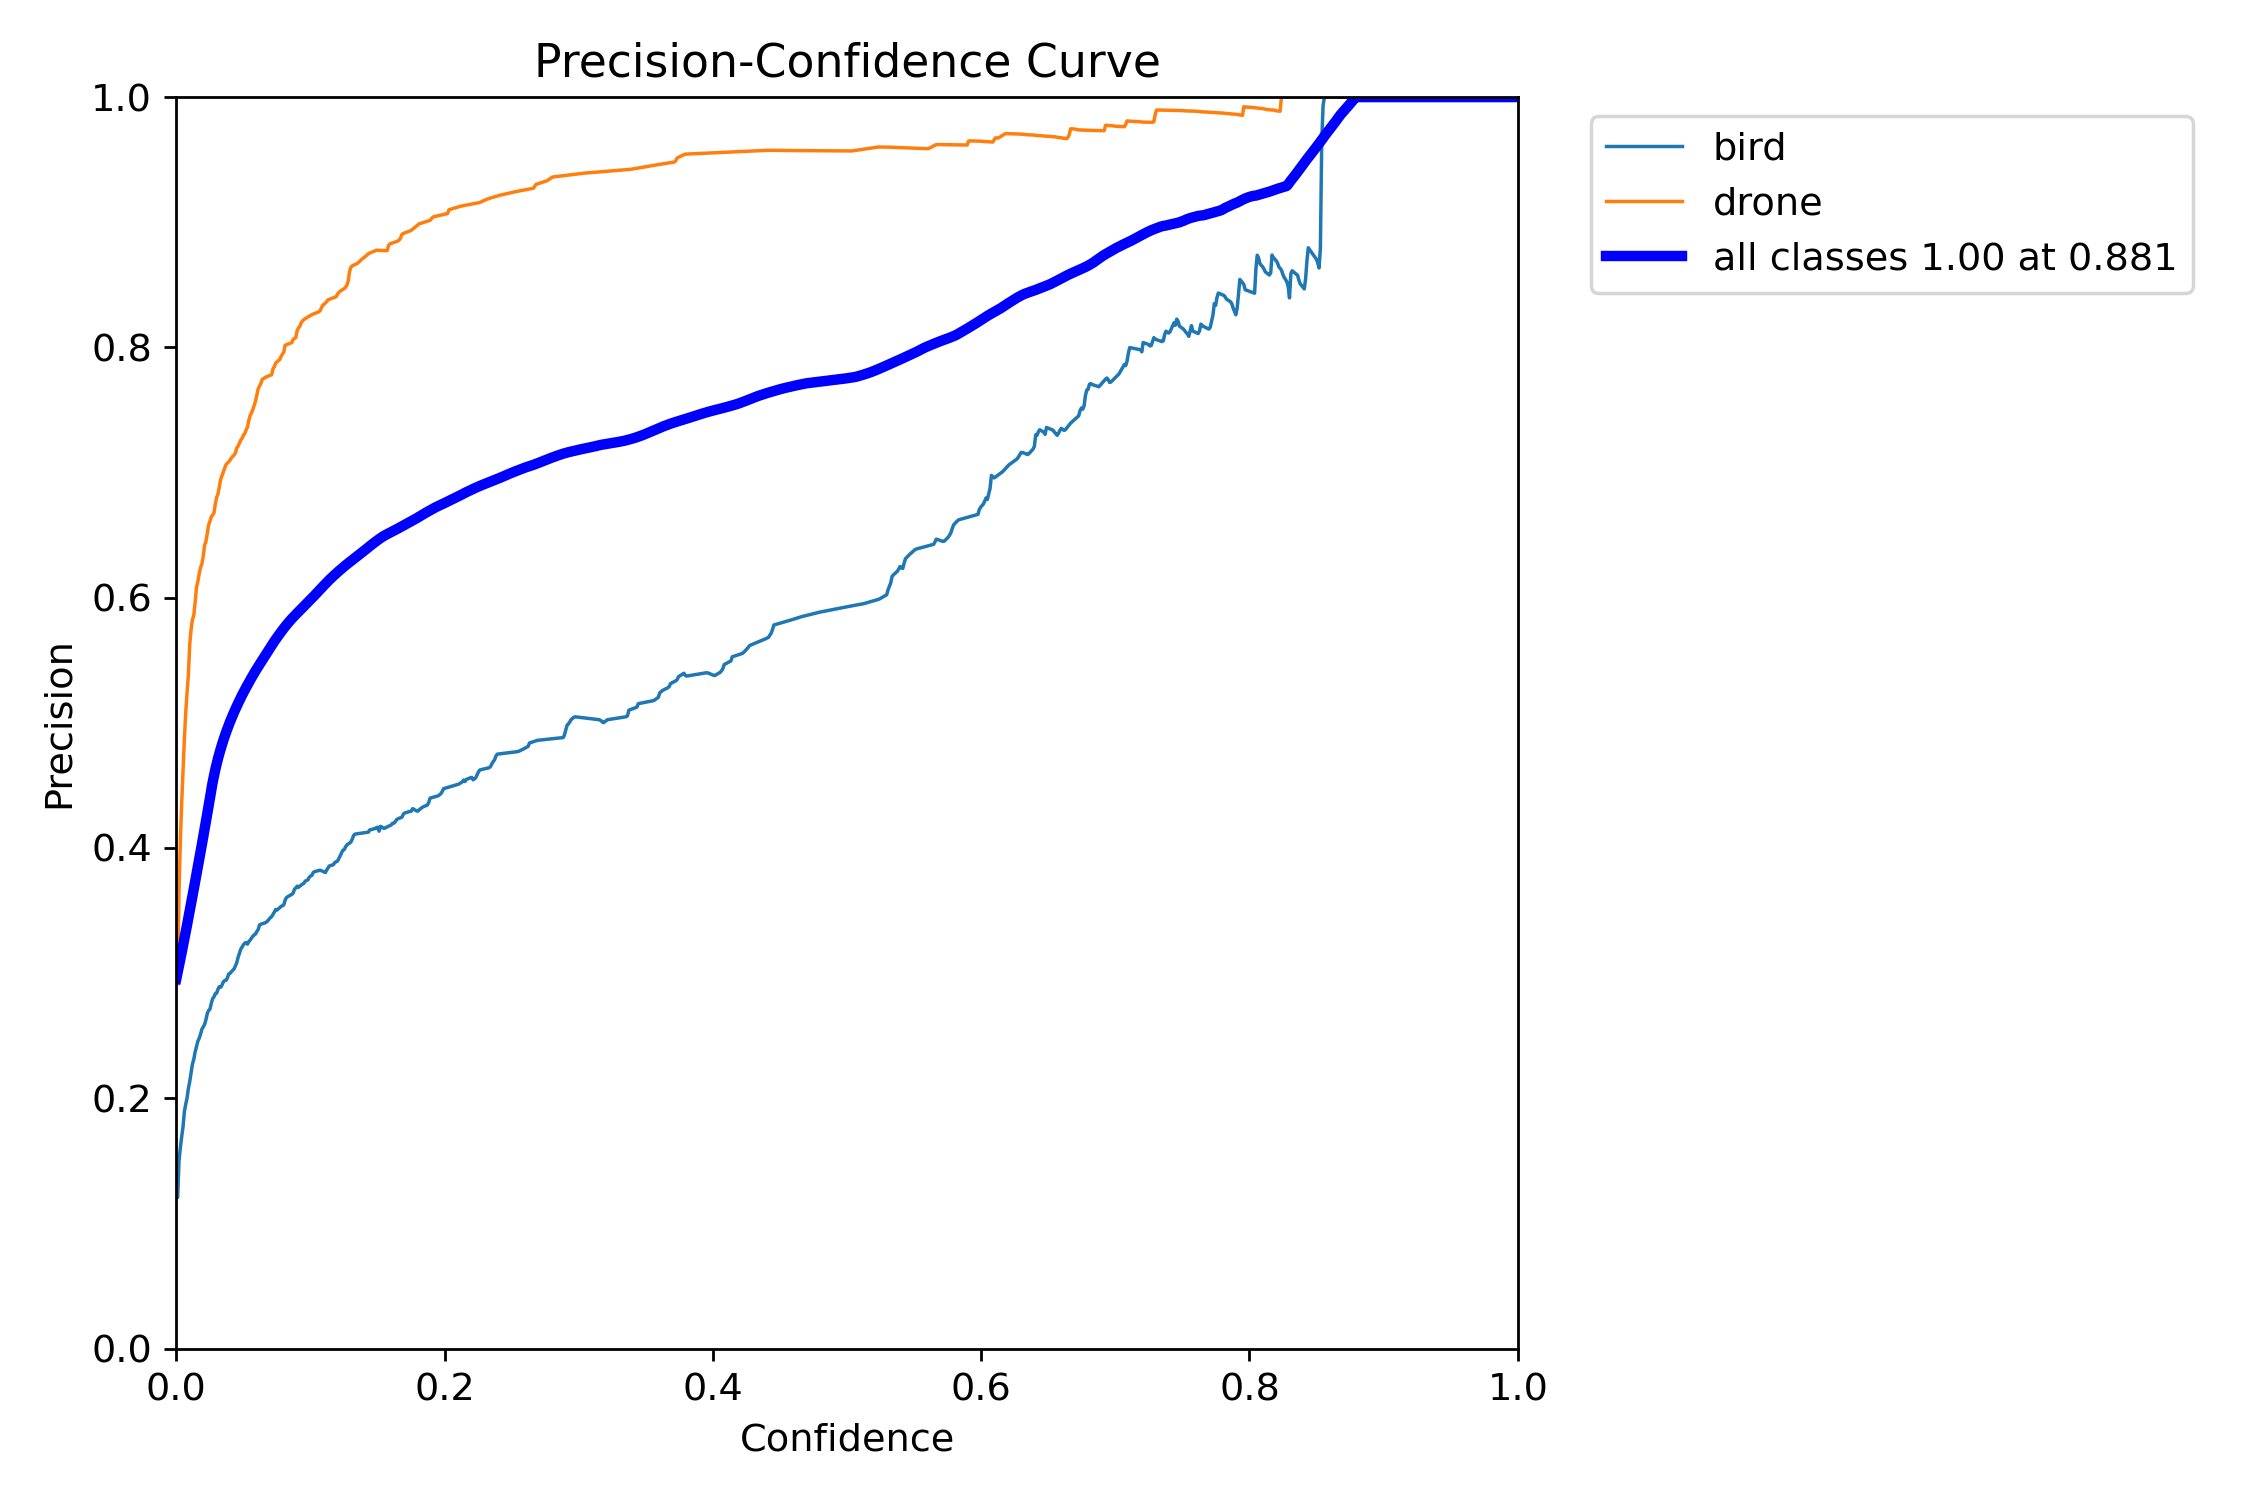 Precision-Confidence Curve
1.0
0.8
0.6
0.4
0.2
0.0
Precision
0.0 0.2 0.4 0.6 0.8 1.0
Confidence
bird
drone
all classes 1.00 at 0.881